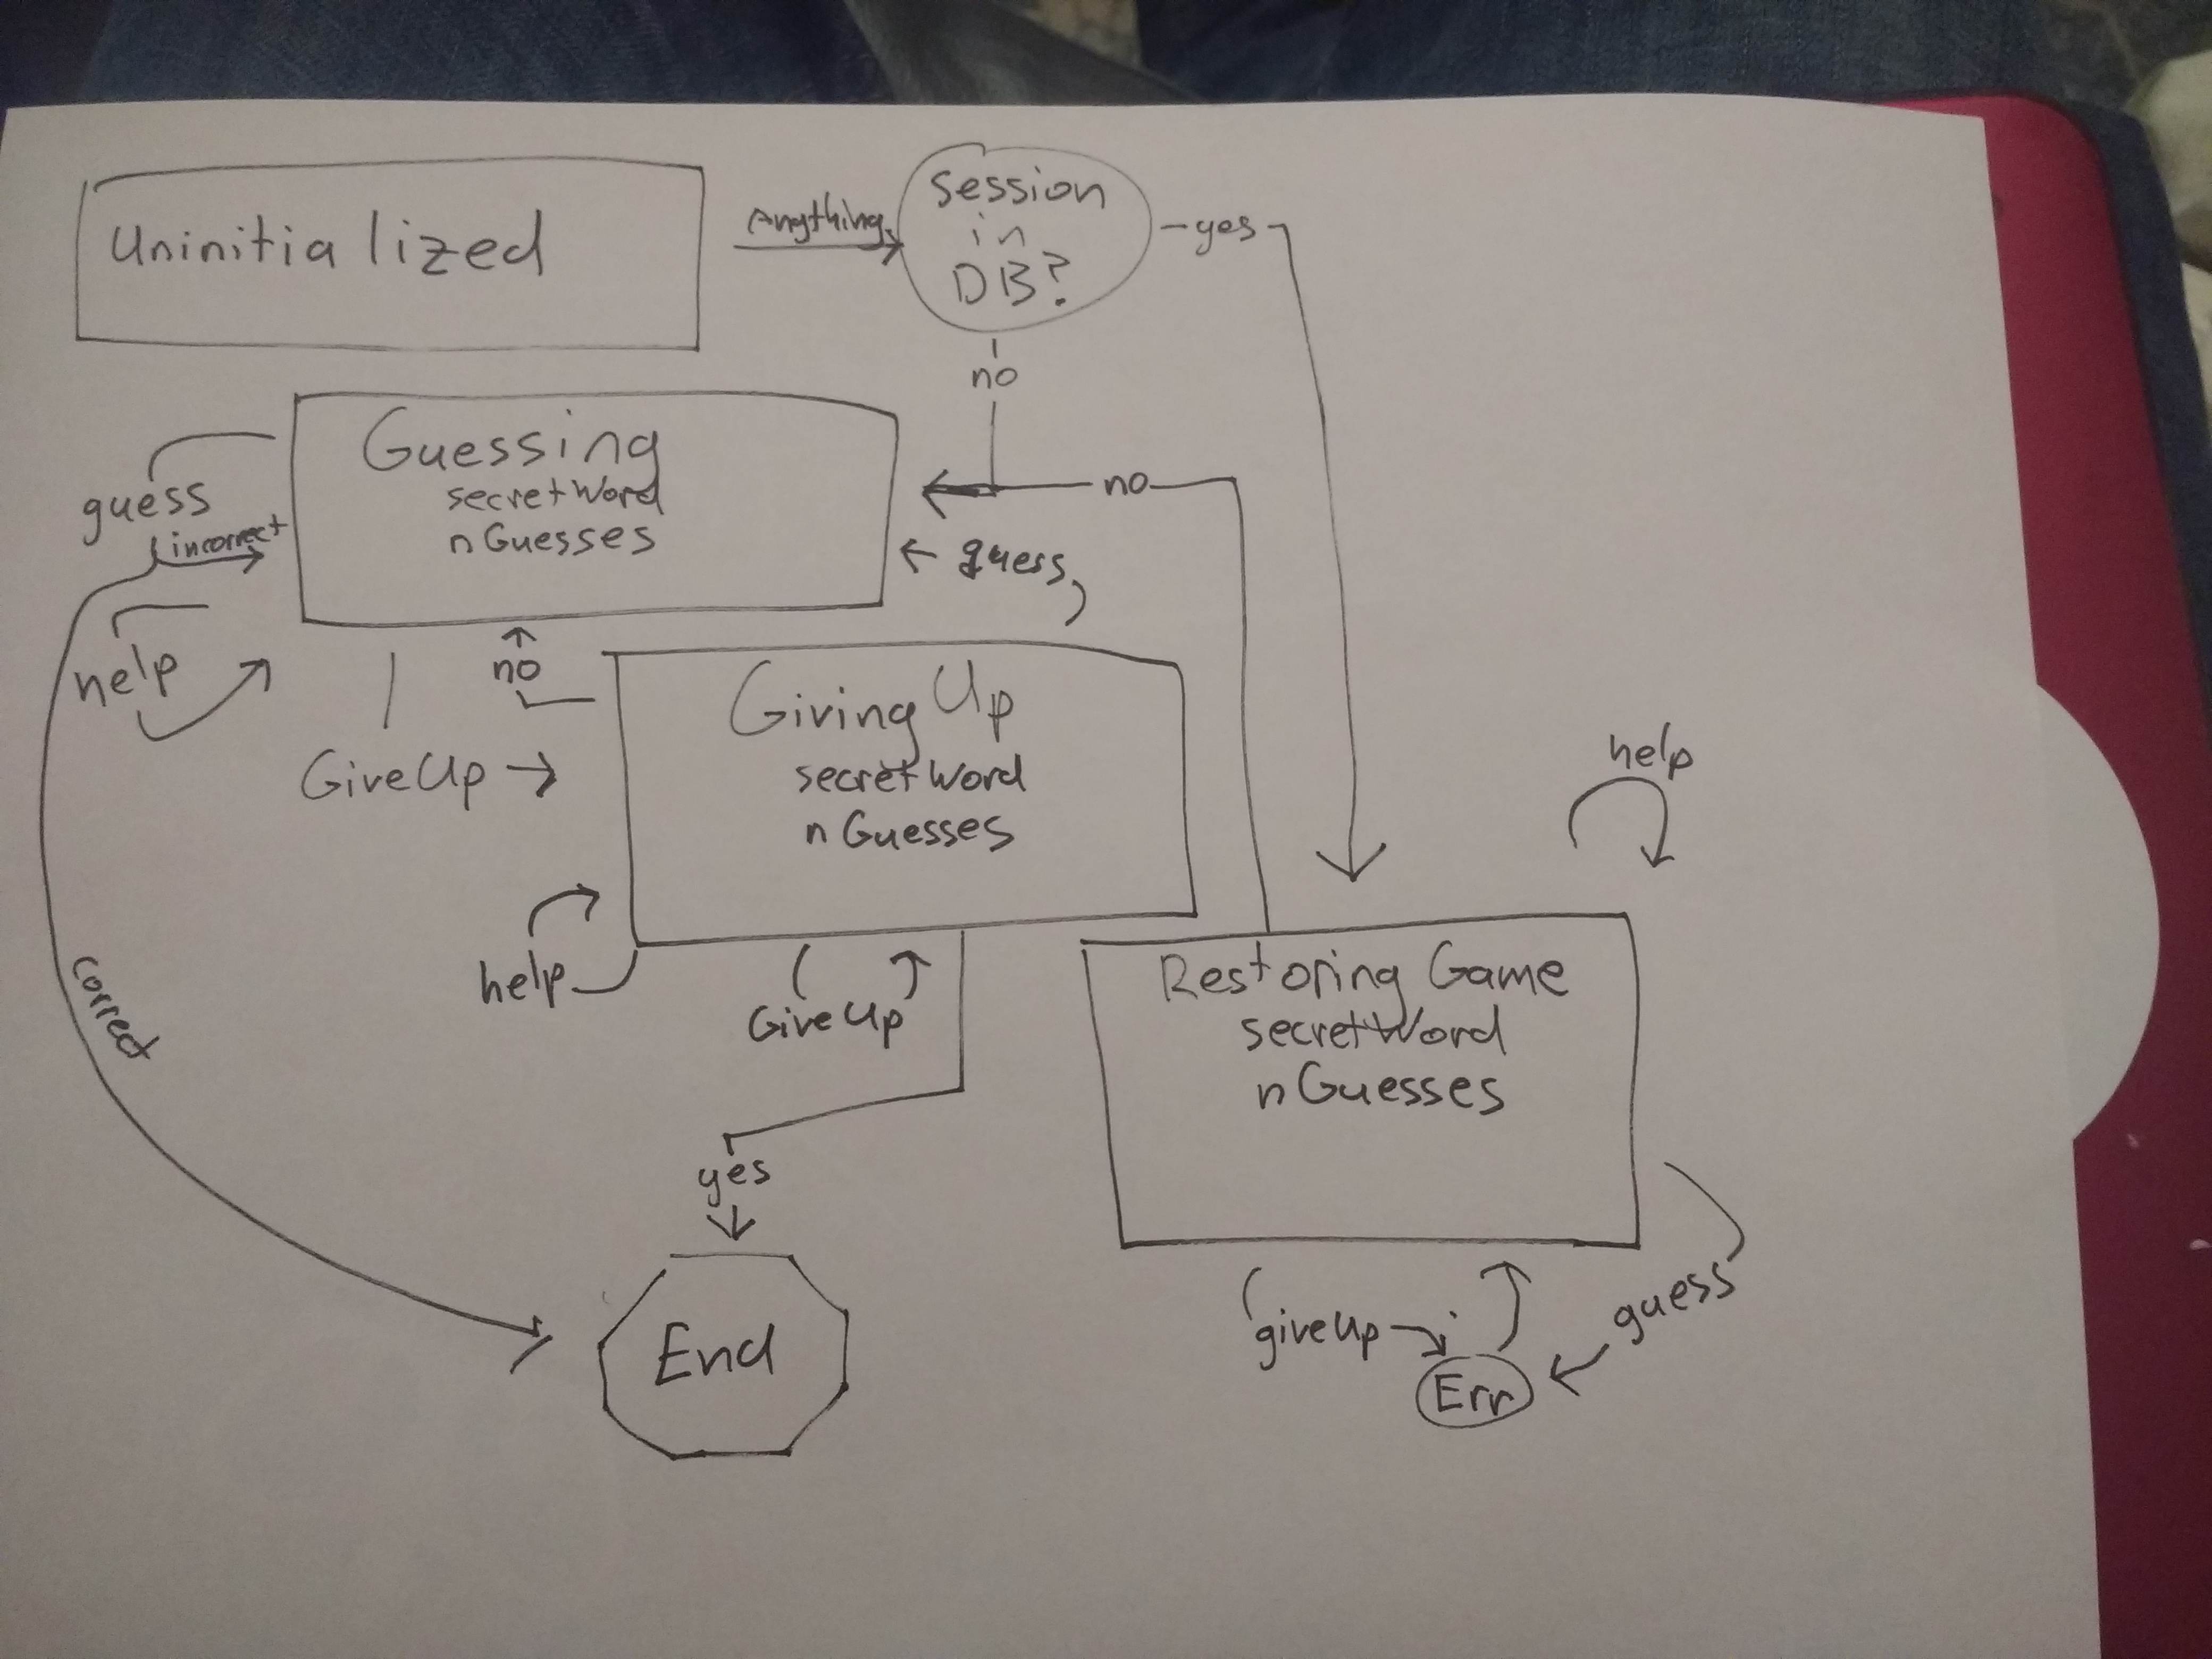 Uninitialized
Anything
session
in
DB?
yes
no
Guessing
secretWord
nGuesses
no
guess
incorrect
guess
help
no
Giving Up
secretWord
nGuesses
GiveUp
help
help
GiveUp
correct
Restoring Game
secretWord
nGuesses
yes
End
giveUp
guess
Err